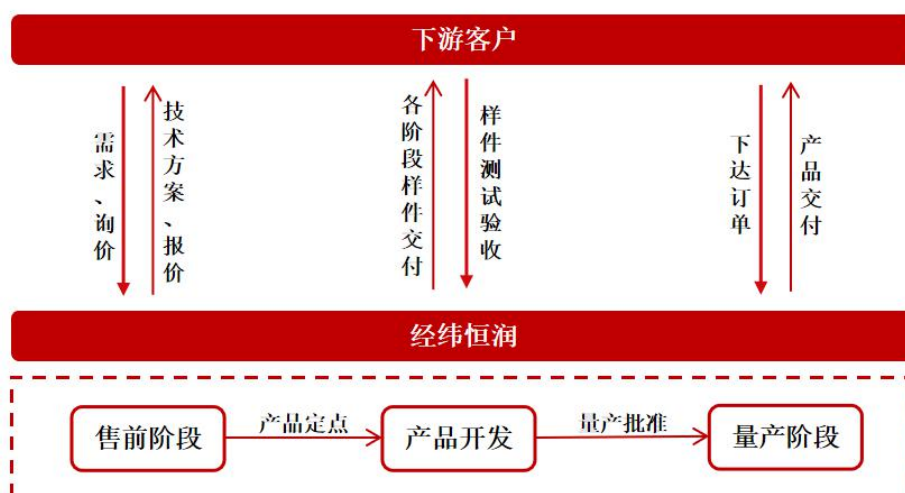 下游客户
需求、询价
技术方案、报价
各阶段样件交付
样件测试验收
下达订单
产品交付
经纬恒润
售前阶段
产品定点
产品开发
量产批准
量产阶段